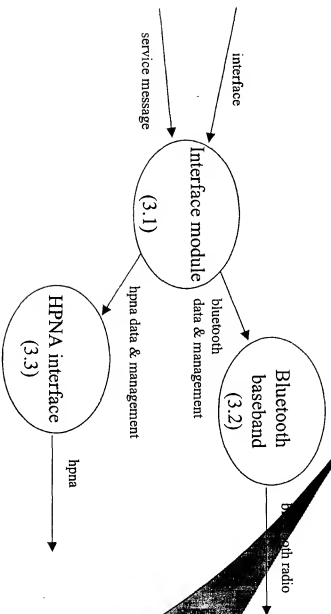 interface
service message
Interface module
(3.1)
bluetooth
data & management
hpna data & management
Bluetooth
baseband
(3.2)
HPNA interface
(3.3)
radio
hpna